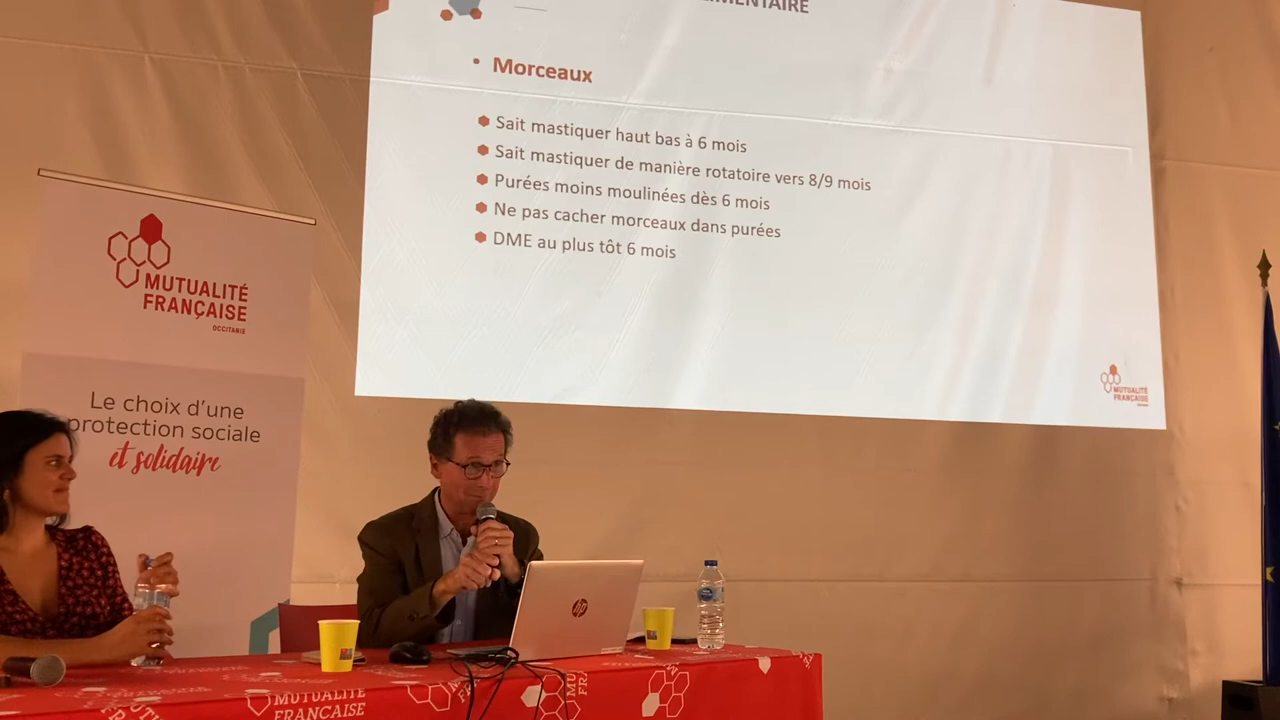 • Morceaux
Sait mastiquer haut bas à 6 mois
Sait mastiquer de manière rotatoire vers 8/9 mois
Purées moins moulinées dès 6 mois
Ne pas cacher morceaux dans purées
DME au plus tôt 6 mois
MUTUALITÉ
FRANÇAISE
MUTUALITÉ
FRANÇAISE
OCCITANIE
Le choix d'une
protection sociale
et solidaire
hp
MUTUALITÉ
FRANÇAISE